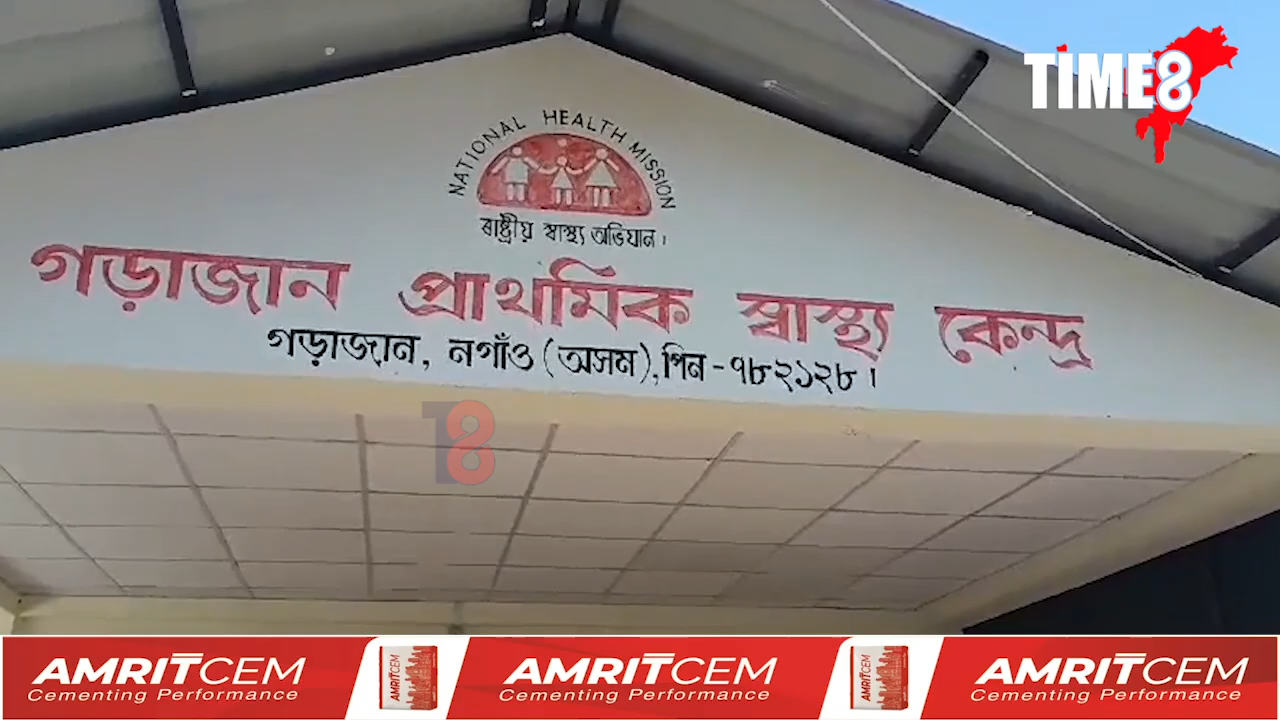 TIME8
NATIONAL HEALTH MISSION
ৰাষ্ট্ৰীয় স্বাস্থ্য অভিযান।
গড়াজান প্ৰাথমিক স্বাস্থ্য কেন্দ্ৰ
গড়াজান, নগাঁও (অসম), পিন - ৭৮২১২৮।
T8
AMRITCEM AMRITCEM AMRITCEM AMRITCEM AMRITCEM
Cementing Performance Cementing Performance Cementing Performance